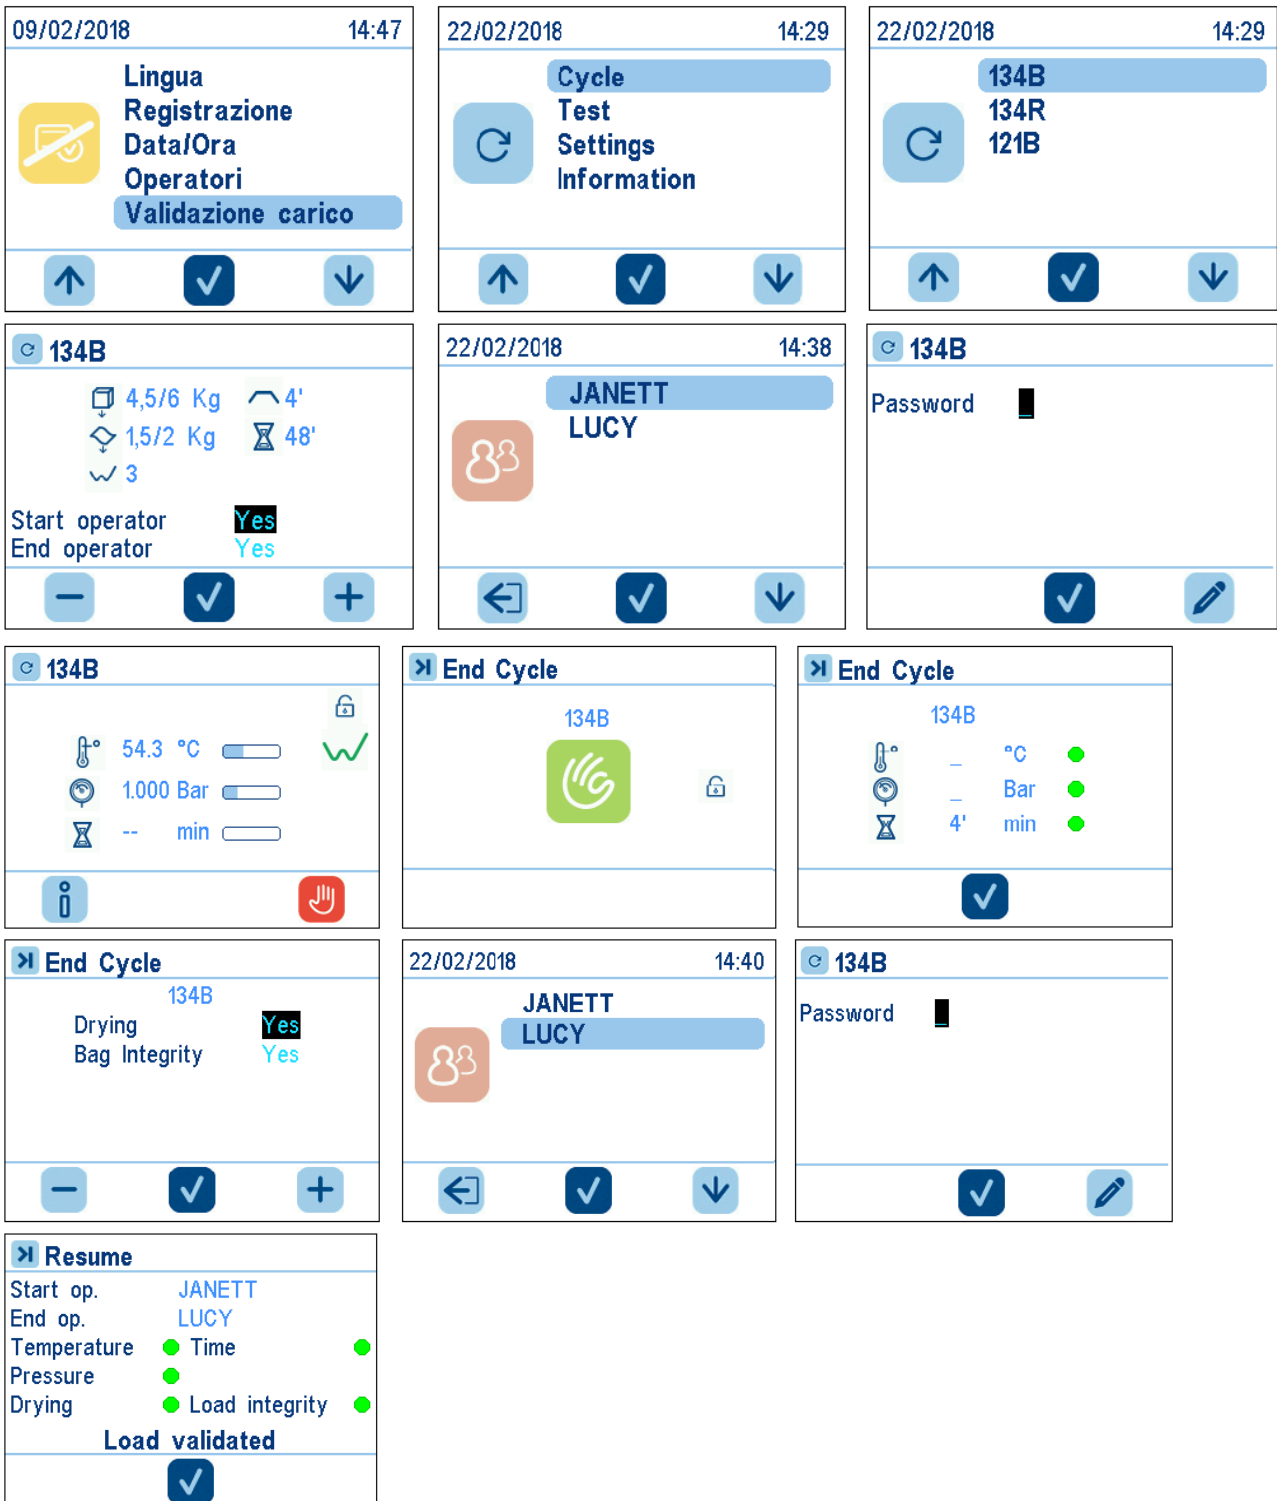 09/02/2018 14:47
Lingua
Registrazione
Data/Ora
Operatori
Validazione carico
22/02/2018 14:29
Cycle
Test
Settings
Information
22/02/2018 14:29
134B
134R
121B
134B
4,5/6 Kg 4'
1,5/2 Kg 48'
3
Start operator Yes
End operator Yes
22/02/2018 14:38
JANETT
LUCY
134B
Password _
134B
54.3 °C
1.000 Bar
-- min
End Cycle
134B
End Cycle
134B
_ °C
_ Bar
4' min
End Cycle
134B
Drying Yes
Bag Integrity Yes
22/02/2018 14:40
JANETT
LUCY
134B
Password _
Resume
Start op. JANETT
End op. LUCY
Temperature Time
Pressure
Drying Load integrity
Load validated